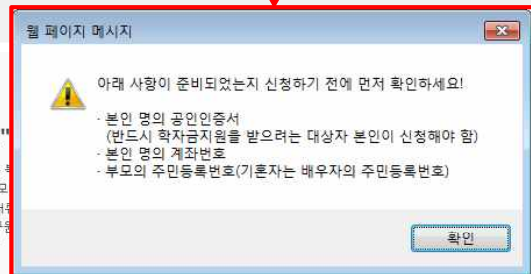 웹 페이지 메시지
아래 사항이 준비되었는지 신청하기 전에 먼저 확인하세요!
· 본인 명의 공인인증서
(반드시 학자금지원을 받으려는 대상자 본인이 신청해야 함)
· 본인 명의 계좌번호
· 부모의 주민등록번호(기혼자는 배우자의 주민등록번호)
확인